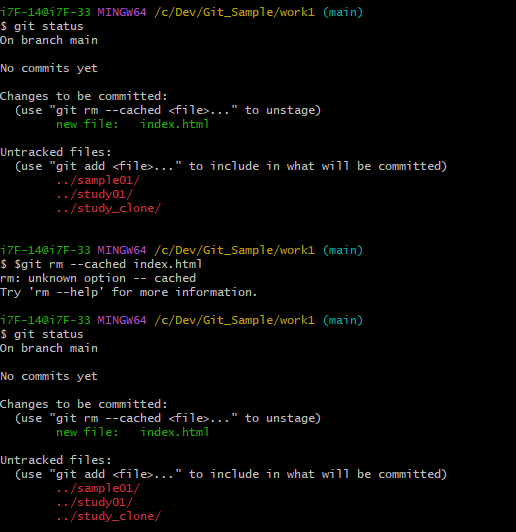 i7F-14@i7F-33 MINGW64 /c/Dev/Git_Sample/work1 (main)
$ git status
On branch main

No commits yet

Changes to be committed:
  (use "git rm --cached <file>..." to unstage)
        new file:   index.html

Untracked files:
  (use "git add <file>..." to include in what will be committed)
        ../sample01/
        ../study01/
        ../study_clone/


i7F-14@i7F-33 MINGW64 /c/Dev/Git_Sample/work1 (main)
$ $git rm --cached index.html
rm: unknown option -- cached
Try 'rm --help' for more information.

i7F-14@i7F-33 MINGW64 /c/Dev/Git_Sample/work1 (main)
$ git status
On branch main

No commits yet

Changes to be committed:
  (use "git rm --cached <file>..." to unstage)
        new file:   index.html

Untracked files:
  (use "git add <file>..." to include in what will be committed)
        ../sample01/
        ../study01/
        ../study_clone/